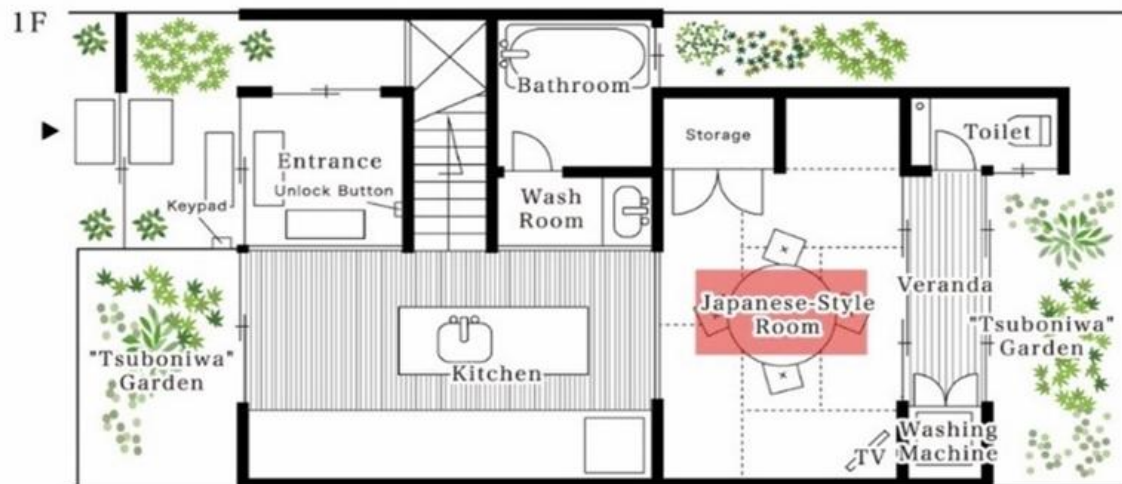 1F
Bathroom
Storage
Toilet
Entrance
Unlock Button
Keypad
Wash
Room
Veranda
Japanese-Style
Room
"Tsuboniwa"
Garden
"Tsuboniwa"
Garden
Kitchen
TV
Washing
Machine